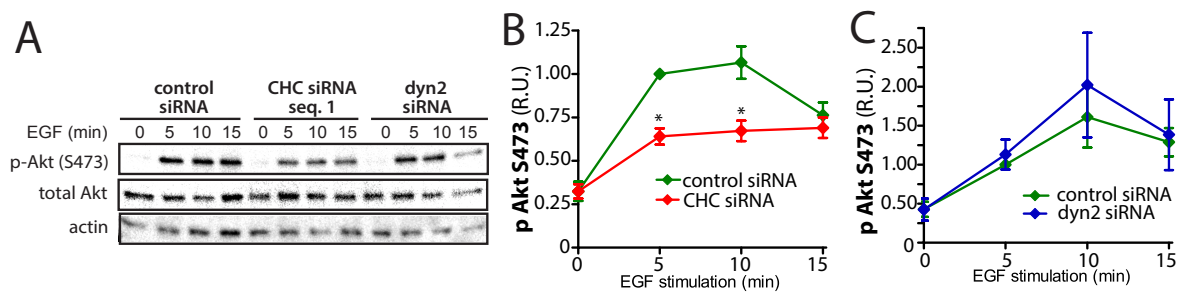 A
control siRNA
CHC siRNA seq. 1
dyn2 siRNA
EGF (min) 0 5 10 15 0 5 10 15 0 5 10 15
p-Akt (S473)
total Akt
actin
B
p Akt S473 (R.U.)
1.25
1.00
0.75
0.50
0.25
0
*
*
control siRNA
CHC siRNA
0 5 10 15
EGF stimulation (min)
C
p Akt S473 (R.U.)
2.50
2.00
1.50
1.00
0.50
0
control siRNA
dyn2 siRNA
0 5 10 15
EGF stimulation (min)